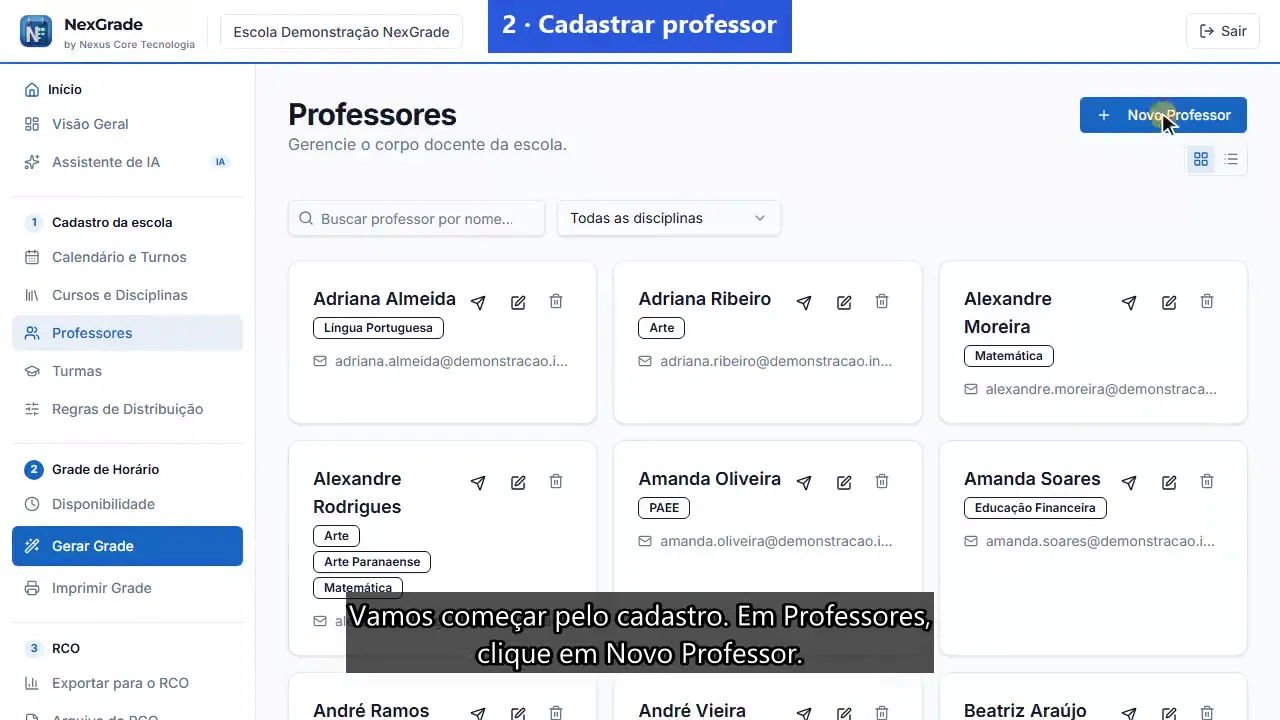 NexGrade
by Nexus Core Tecnologia
Escola Demonstração NexGrade
2 · Cadastrar professor
Sair
Início
Visão Geral
Assistente de IA
IA
1 Cadastro da escola
Calendário e Turnos
Cursos e Disciplinas
Professores
Turmas
Regras de Distribuição
2 Grade de Horário
Disponibilidade
Gerar Grade
Imprimir Grade
3 RCO
Exportar para o RCO
Professores
Gerencie o corpo docente da escola.
+ Novo Professor
Buscar professor por nome...
Todas as disciplinas
Adriana Almeida
Língua Portuguesa
adriana.almeida@demonstracao.i...
Adriana Ribeiro
Arte
adriana.ribeiro@demonstracao.in...
Alexandre
Moreira
Matemática
alexandre.moreira@demonstraca...
Alexandre
Rodrigues
Arte
Arte Paranaense
Matemática
Amanda Oliveira
PAEE
amanda.oliveira@demonstracao.i...
Amanda Soares
Educação Financeira
amanda.soares@demonstracao.i...
André Ramos
André Vieira
Beatriz Araújo
Vamos começar pelo cadastro. Em Professores,
clique em Novo Professor.